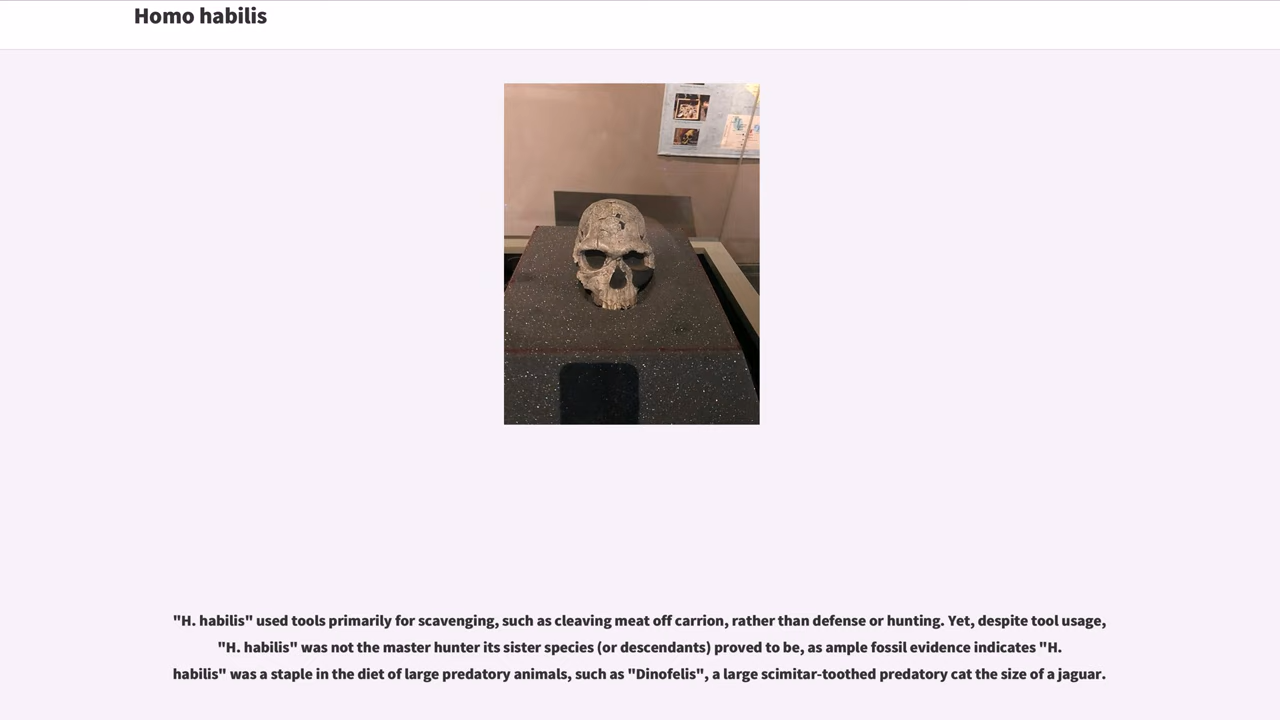 Homo habilis
"H. habilis" used tools primarily for scavenging, such as cleaving meat off carrion, rather than defense or hunting. Yet, despite tool usage,
"H. habilis" was not the master hunter its sister species (or descendants) proved to be, as ample fossil evidence indicates "H.
habilis" was a staple in the diet of large predatory animals, such as "Dinofelis", a large scimitar-toothed predatory cat the size of a jaguar.